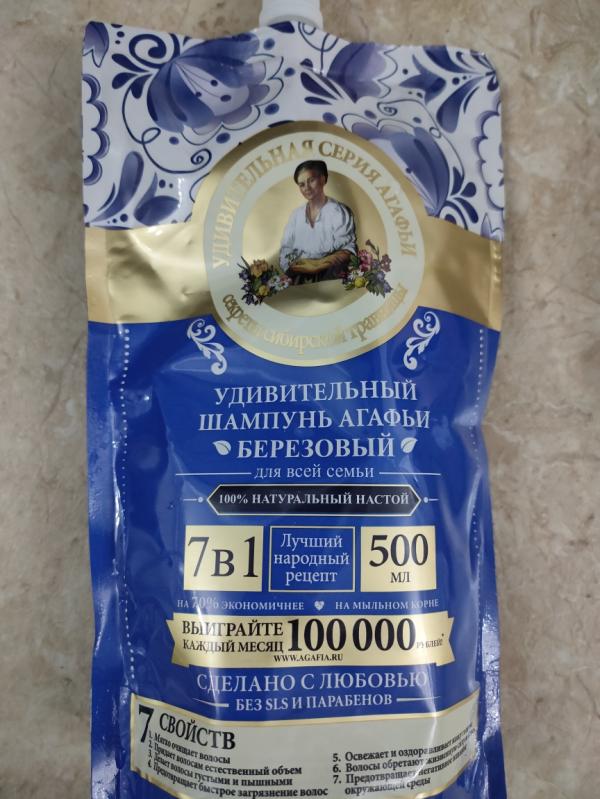 УДИВИТЕЛЬНАЯ СЕРИЯ АГАФЬИ
секреты сибирской травницы
УДИВИТЕЛЬНЫЙ
ШАМПУНЬ АГАФЬИ
БЕРЕЗОВЫЙ
для всей семьи
100% НАТУРАЛЬНЫЙ НАСТОЙ
7в1
Лучший
народный
рецепт
500
МЛ
НА 70% ЭКОНОМИЧНЕЕ НА МЫЛЬНОМ КОРНЕ
ВЫИГРАЙТЕ
КАЖДЫЙ МЕСЯЦ 100 000 РУБЛЕЙ*
WWW.AGAFIA.RU
СДЕЛАНО С ЛЮБОВЬЮ
БЕЗ SLS И ПАРАБЕНОВ
7 СВОЙСТВ
1. Мягко очищает волосы
2. Придает волосам естественный объем
3. Делает волосы густыми и пышными
4. Предотвращает быстрое загрязнение волос
5. Освежает и оздоравливает
6. Волосы обретают жизненную
7. Предотвращает негативное
окружающей среды